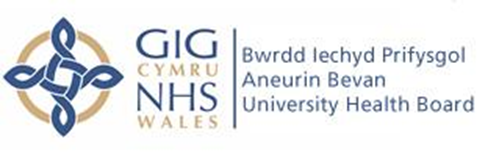 GIG
CYMRU
NHS
WALES
Bwrdd Iechyd Prifysgol
Aneurin Bevan
University Health Board